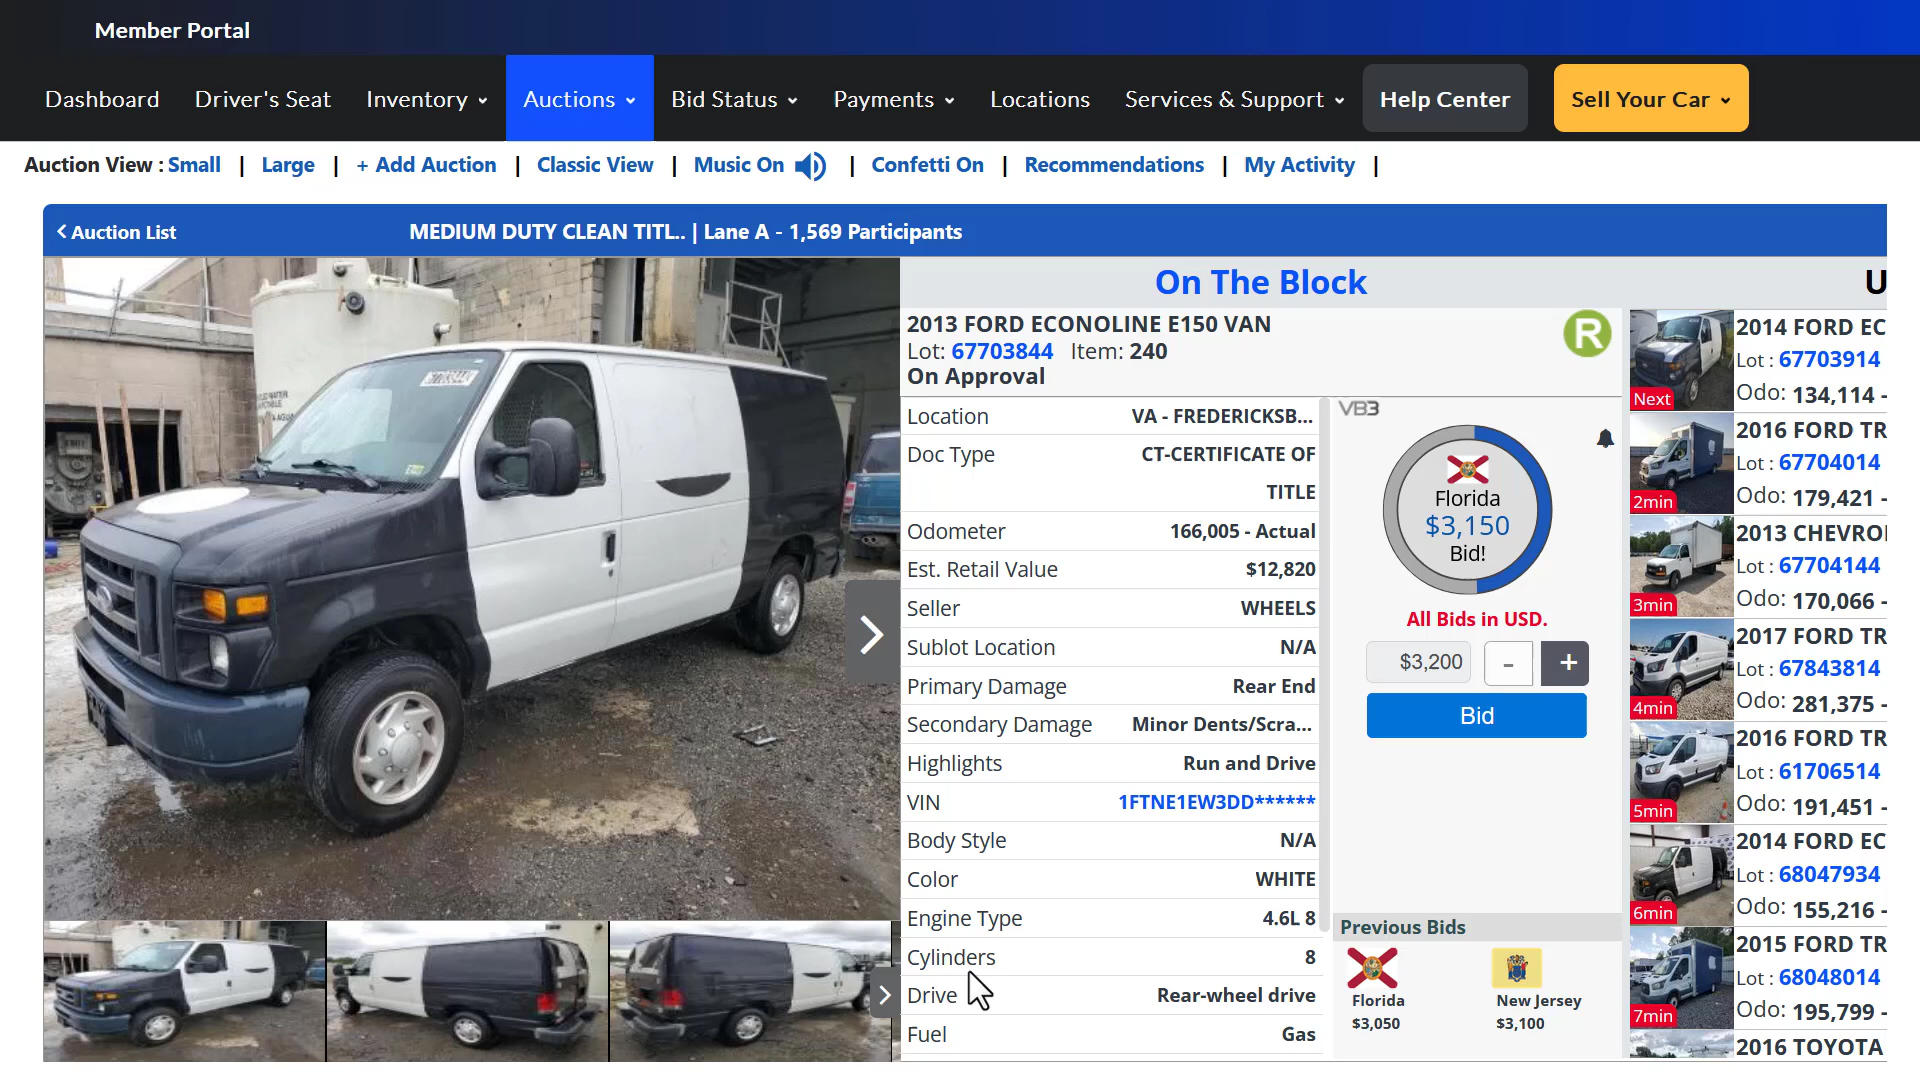 Member Portal
Dashboard
Driver's Seat
Inventory
Auctions
Bid Status
Payments
Locations
Services & Support
Help Center
Sell Your Car
Auction View : Small | Large | + Add Auction | Classic View | Music On | Confetti On | Recommendations | My Activity |
Auction List
MEDIUM DUTY CLEAN TITL.. | Lane A - 1,569 Participants
On The Block
U
2013 FORD ECONOLINE E150 VAN
Lot: 67703844 Item: 240
On Approval
R
Location VA - FREDERICKSB...
Doc Type CT-CERTIFICATE OF
TITLE
Odometer 166,005 - Actual
Est. Retail Value $12,820
Seller WHEELS
Sublot Location N/A
Primary Damage Rear End
Secondary Damage Minor Dents/Scra...
Highlights Run and Drive
VIN 1FTNE1EW3DD******
Body Style N/A
Color WHITE
Engine Type 4.6L 8
Cylinders 8
Drive Rear-wheel drive
Fuel Gas
VB3
Florida
$3,150
Bid!
All Bids in USD.
$3,200
-
+
Bid
Previous Bids
Florida
$3,050
New Jersey
$3,100
2014 FORD EC
Lot : 67703914
Odo: 134,114 -
Next
2016 FORD TR
Lot : 67704014
Odo: 179,421 -
2min
2013 CHEVRO
Lot : 67704144
Odo: 170,066 -
3min
2017 FORD TR
Lot : 67843814
Odo: 281,375 -
4min
2016 FORD TR
Lot : 61706514
Odo: 191,451 -
5min
2014 FORD EC
Lot : 68047934
Odo: 155,216 -
6min
2015 FORD TR
Lot : 68048014
Odo: 195,799 -
7min
2016 TOYOTA